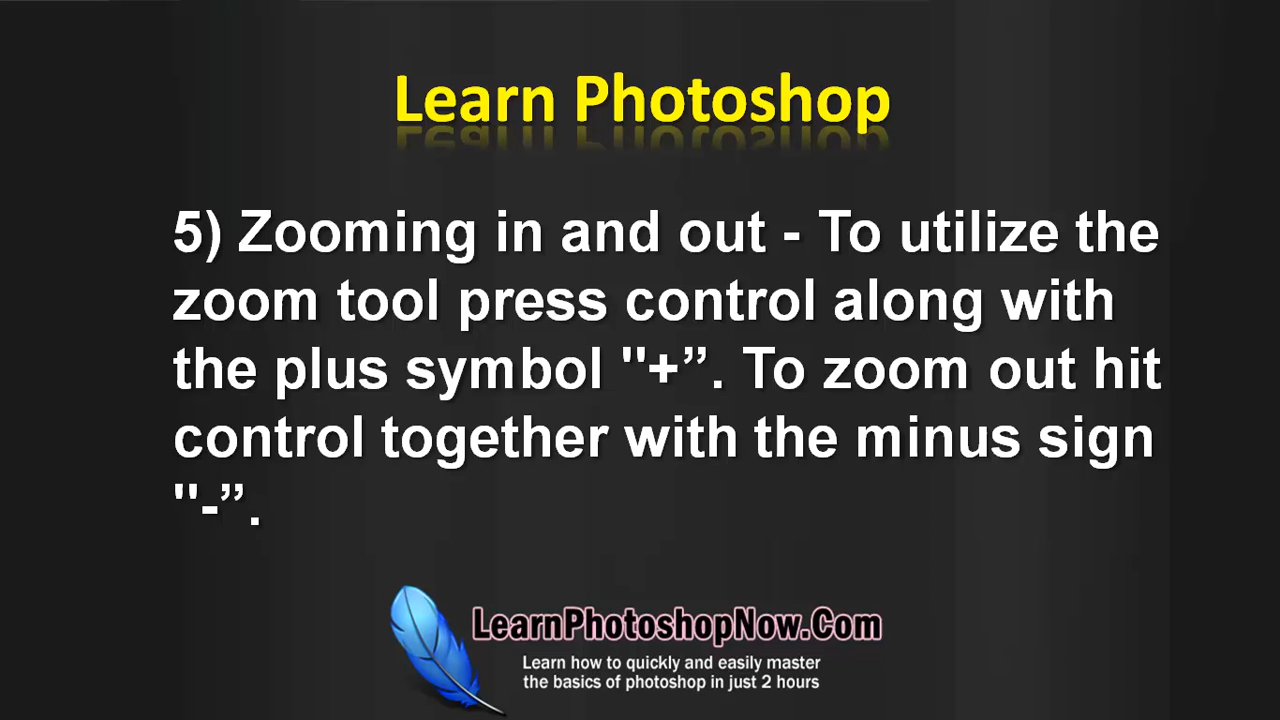 Learn Photoshop
5) Zooming in and out - To utilize the
zoom tool press control along with
the plus symbol "+”. To zoom out hit
control together with the minus sign
"-”.
LearnPhotoshopNow.Com
Learn how to quickly and easily master
the basics of photoshop in just 2 hours